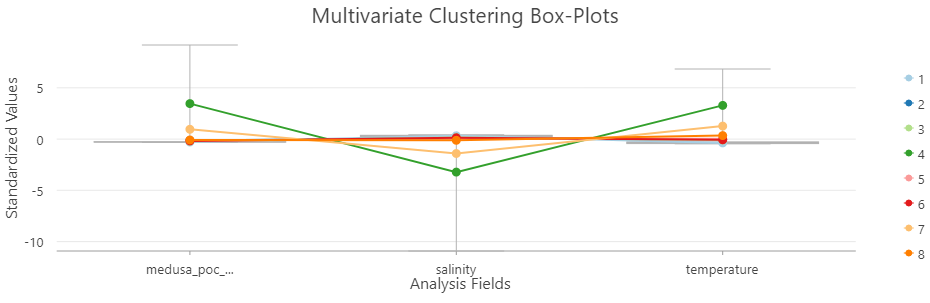 Multivariate Clustering Box-Plots
Standardized Values
5
0
-5
-10
medusa_poc_...
salinity
temperature
Analysis Fields
1
2
3
4
5
6
7
8